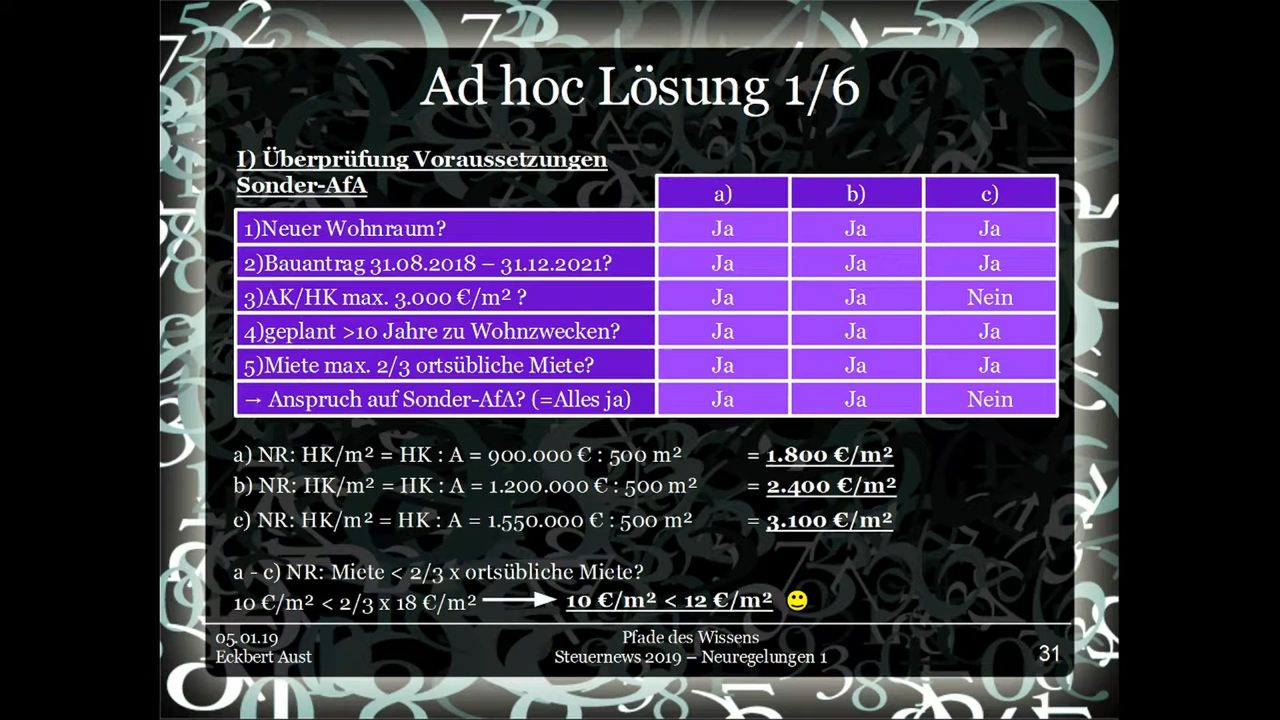 Ad hoc Lösung 1/6
I) Überprüfung Voraussetzungen
Sonder-AfA
a) b) c)
1)Neuer Wohnraum? Ja Ja Ja
2)Bauantrag 31.08.2018 – 31.12.2021? Ja Ja Ja
3)AK/HK max. 3.000 €/m² ? Ja Ja Nein
4)geplant >10 Jahre zu Wohnzwecken? Ja Ja Ja
5)Miete max. 2/3 ortsübliche Miete? Ja Ja Ja
→ Anspruch auf Sonder-AfA? (=Alles ja) Ja Ja Nein
a) NR: HK/m² = HK : A = 900.000 € : 500 m² = 1.800 €/m²
b) NR: HK/m² = HK : A = 1.200.000 € : 500 m² = 2.400 €/m²
c) NR: HK/m² = HK : A = 1.550.000 € : 500 m² = 3.100 €/m²
a - c) NR: Miete < 2/3 x ortsübliche Miete?
10 €/m² < 2/3 x 18 €/m² 10 €/m² < 12 €/m²
05.01.19 Pfade des Wissens
Eckbert Aust Steuernews 2019 – Neuregelungen 1 31